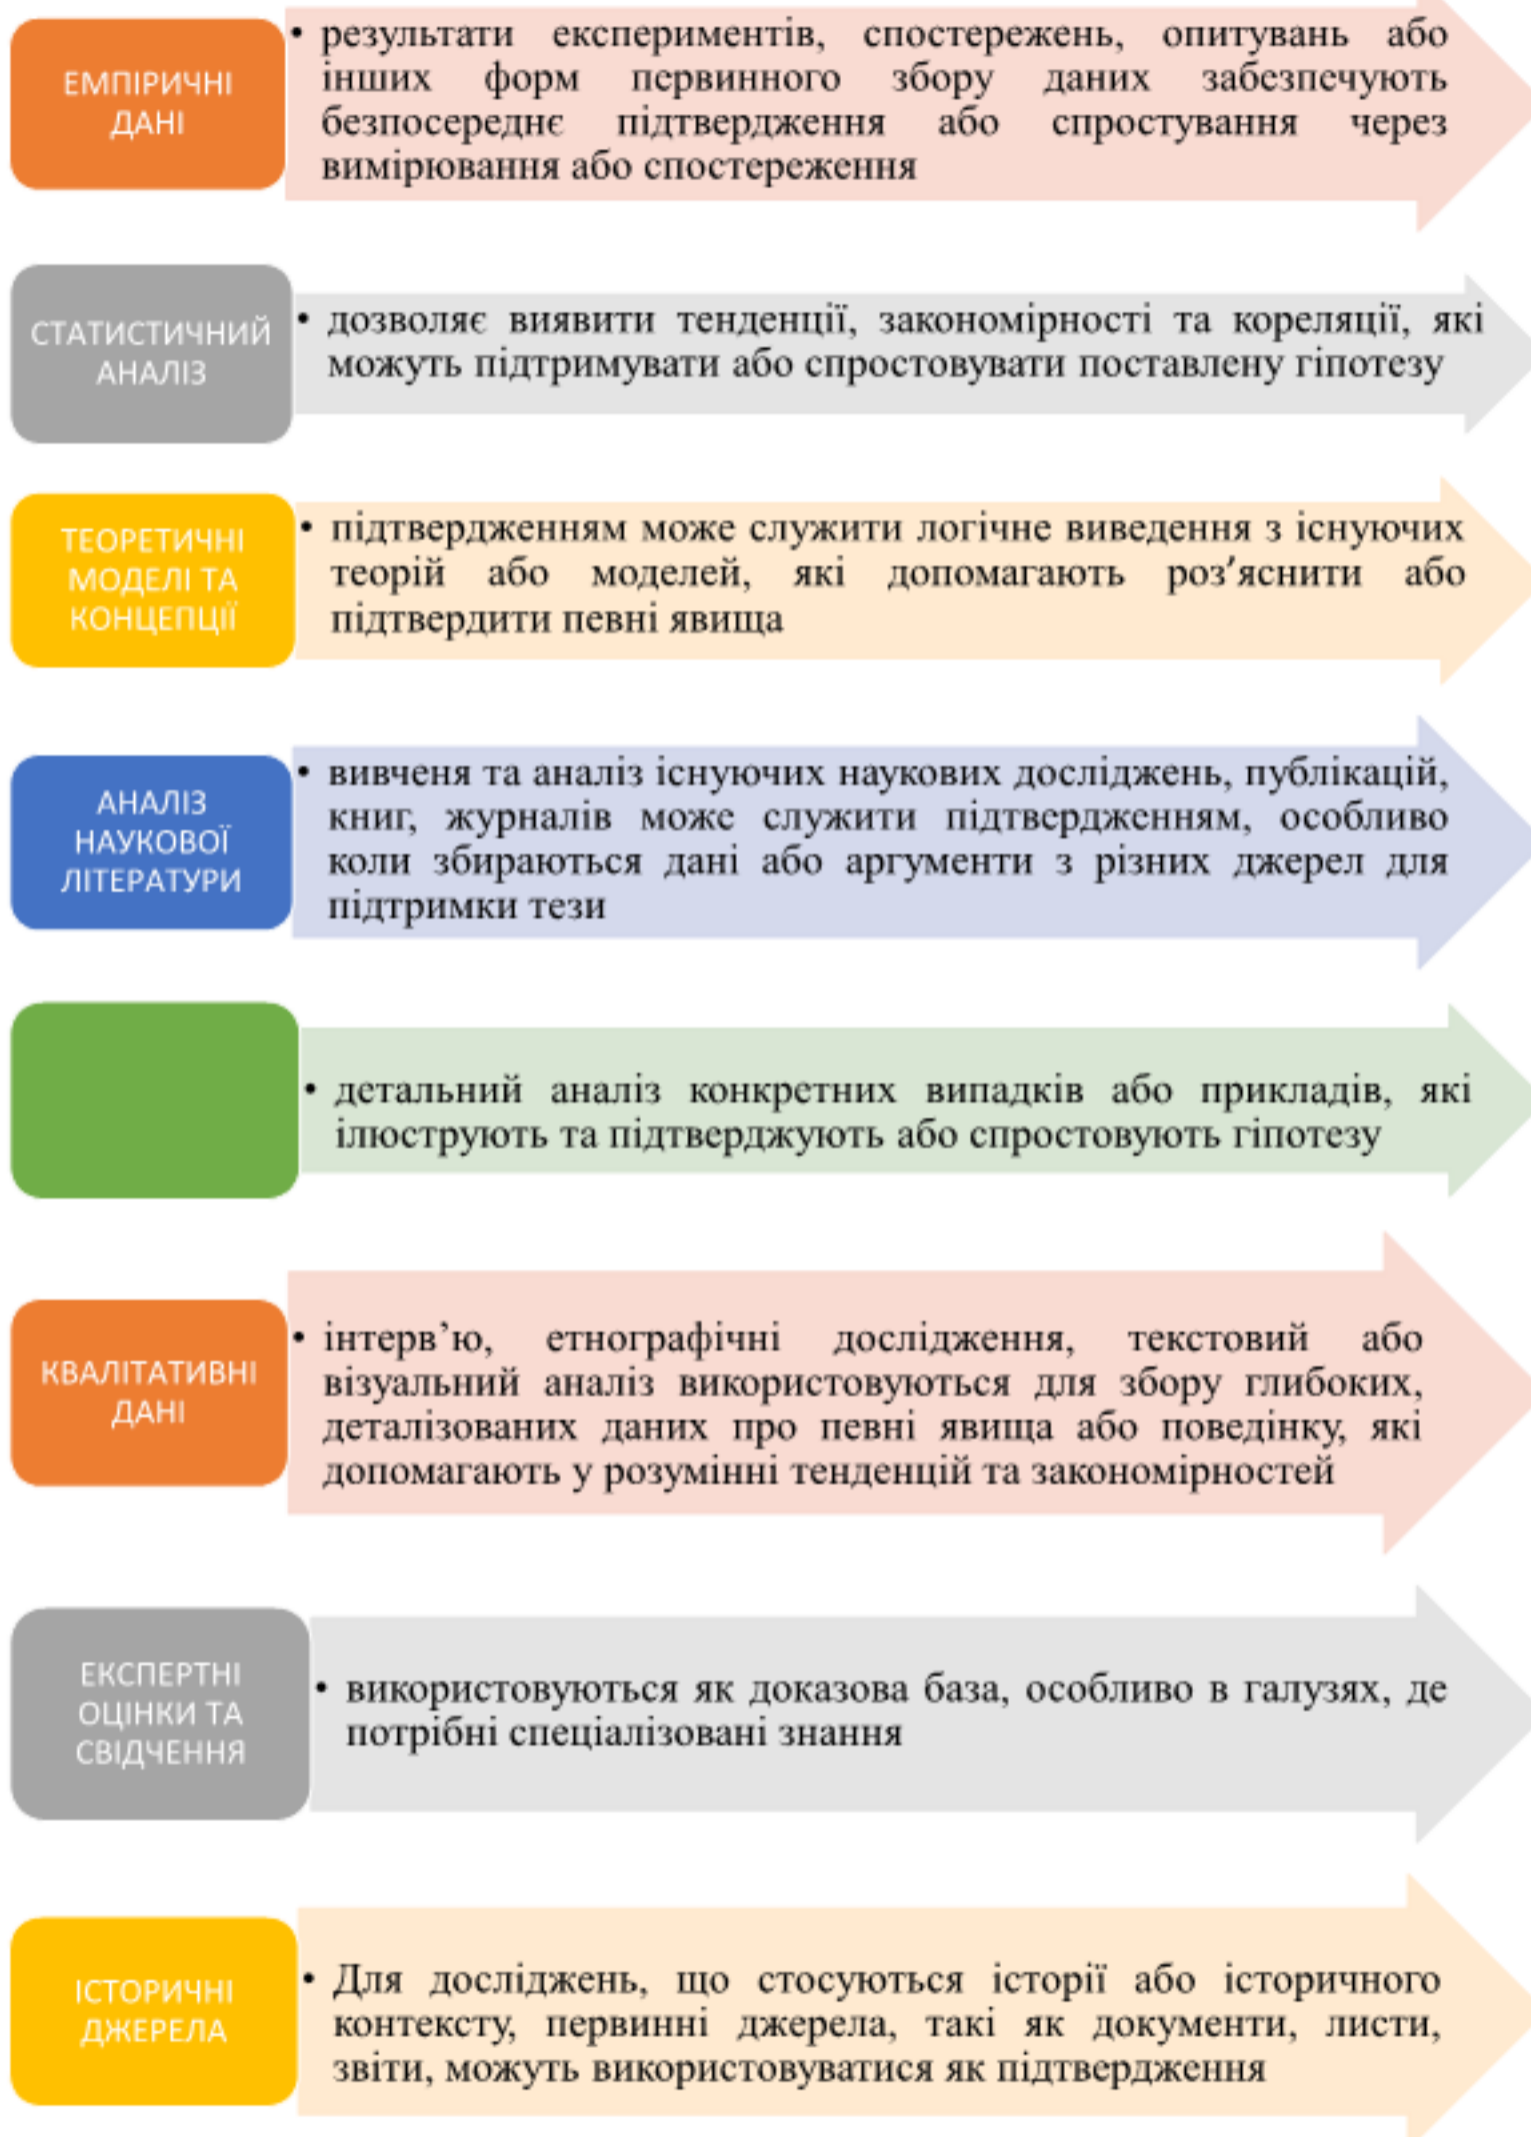 ЕМПІРИЧНІ
ДАНІ
• результати експериментів, спостережень, опитувань або
інших форм первинного збору даних забезпечують
безпосереднє підтвердження або спростування через
вимірювання або спостереження
СТАТИСТИЧНИЙ
АНАЛІЗ
• дозволяє виявити тенденції, закономірності та кореляції, які
можуть підтримувати або спростовувати поставлену гіпотезу
ТЕОРЕТИЧНІ
МОДЕЛІ ТА
КОНЦЕПЦІЇ
• підтвердженням може служити логічне виведення з існуючих
теорій або моделей, які допомагають роз’яснити або
підтвердити певні явища
АНАЛІЗ
НАУКОВОЇ
ЛІТЕРАТУРИ
• вивченя та аналіз існуючих наукових досліджень, публікацій,
книг, журналів може служити підтвердженням, особливо
коли збираються дані або аргументи з різних джерел для
підтримки тези
• детальний аналіз конкретних випадків або прикладів, які
ілюструють та підтверджують або спростовують гіпотезу
КВАЛІТАТИВНІ
ДАНІ
• інтерв’ю, етнографічні дослідження, текстовий або
візуальний аналіз використовуються для збору глибоких,
деталізованих даних про певні явища або поведінку, які
допомагають у розумінні тенденцій та закономірностей
ЕКСПЕРТНІ
ОЦІНКИ ТА
СВІДЧЕННЯ
• використовуються як доказова база, особливо в галузях, де
потрібні спеціалізовані знання
ІСТОРИЧНІ
ДЖЕРЕЛА
• Для досліджень, що стосуються історії або історичного
контексту, первинні джерела, такі як документи, листи,
звіти, можуть використовуватися як підтвердження